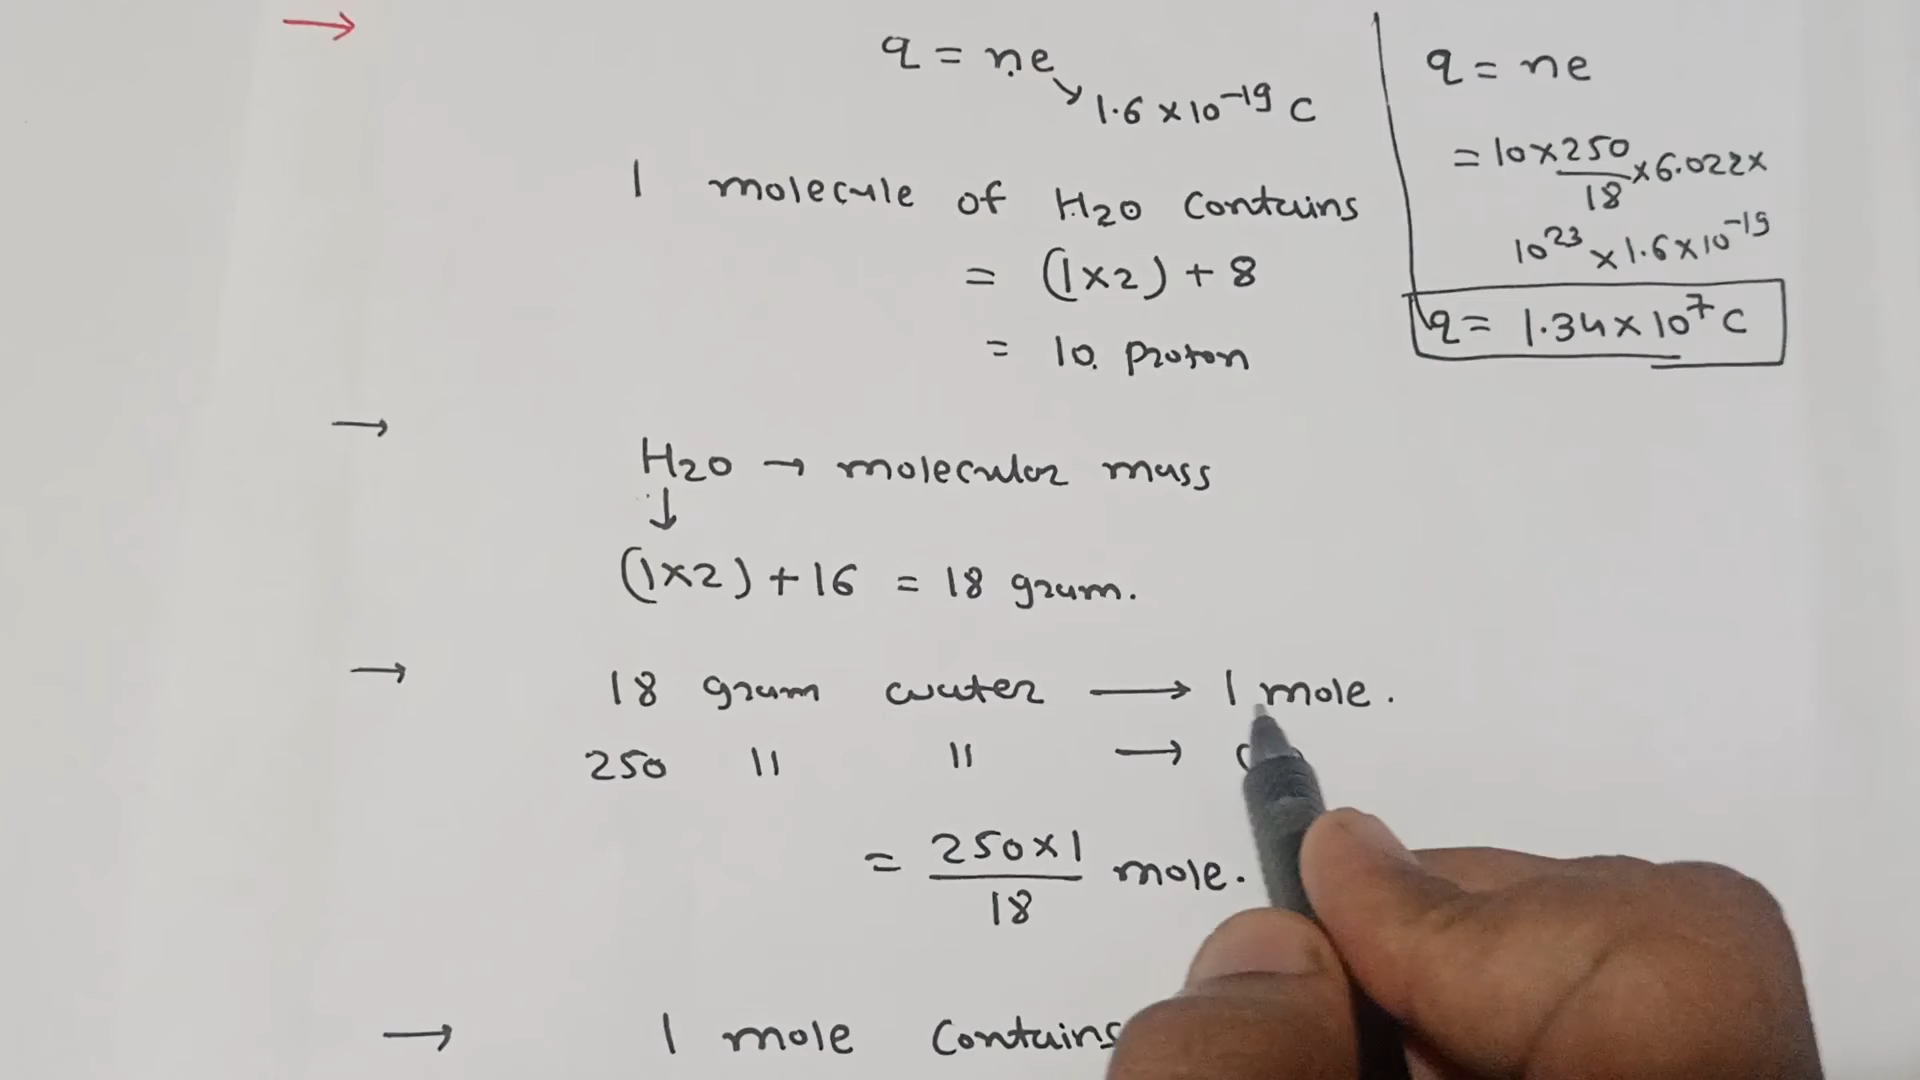 → q = ne
↘ 1.6 × 10⁻¹⁹ C
1 molecule of H₂O contains
= (1×2) + 8
= 10. proton
→ H₂O → molecular mass
↓
(1×2) + 16 = 18 gram.
→ 18 gram water → 1 mole.
250 〃 〃 →
= 250×1/18 mole.
→ 1 mole contains
q = ne
= 10×250/18 ×6.022×
10²³ × 1.6×10⁻¹⁹
q = 1.34×10⁷ C